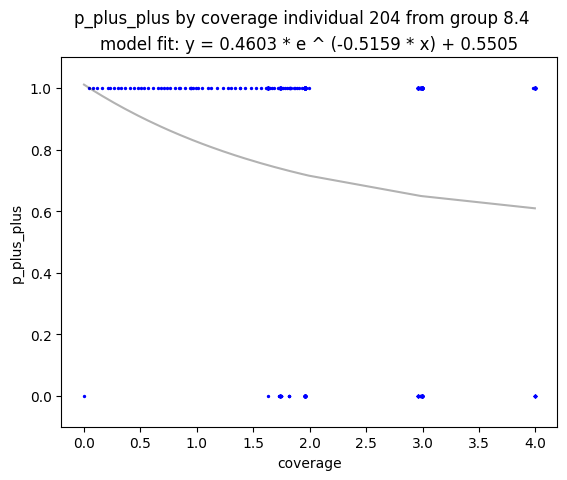 p_plus_plus by coverage individual 204 from group 8.4
model fit: y = 0.4603 * e ^ (-0.5159 * x) + 0.5505
1.0
0.8
0.6
0.4
0.2
0.0
p_plus_plus
0.0 0.5 1.0 1.5 2.0 2.5 3.0 3.5 4.0
coverage